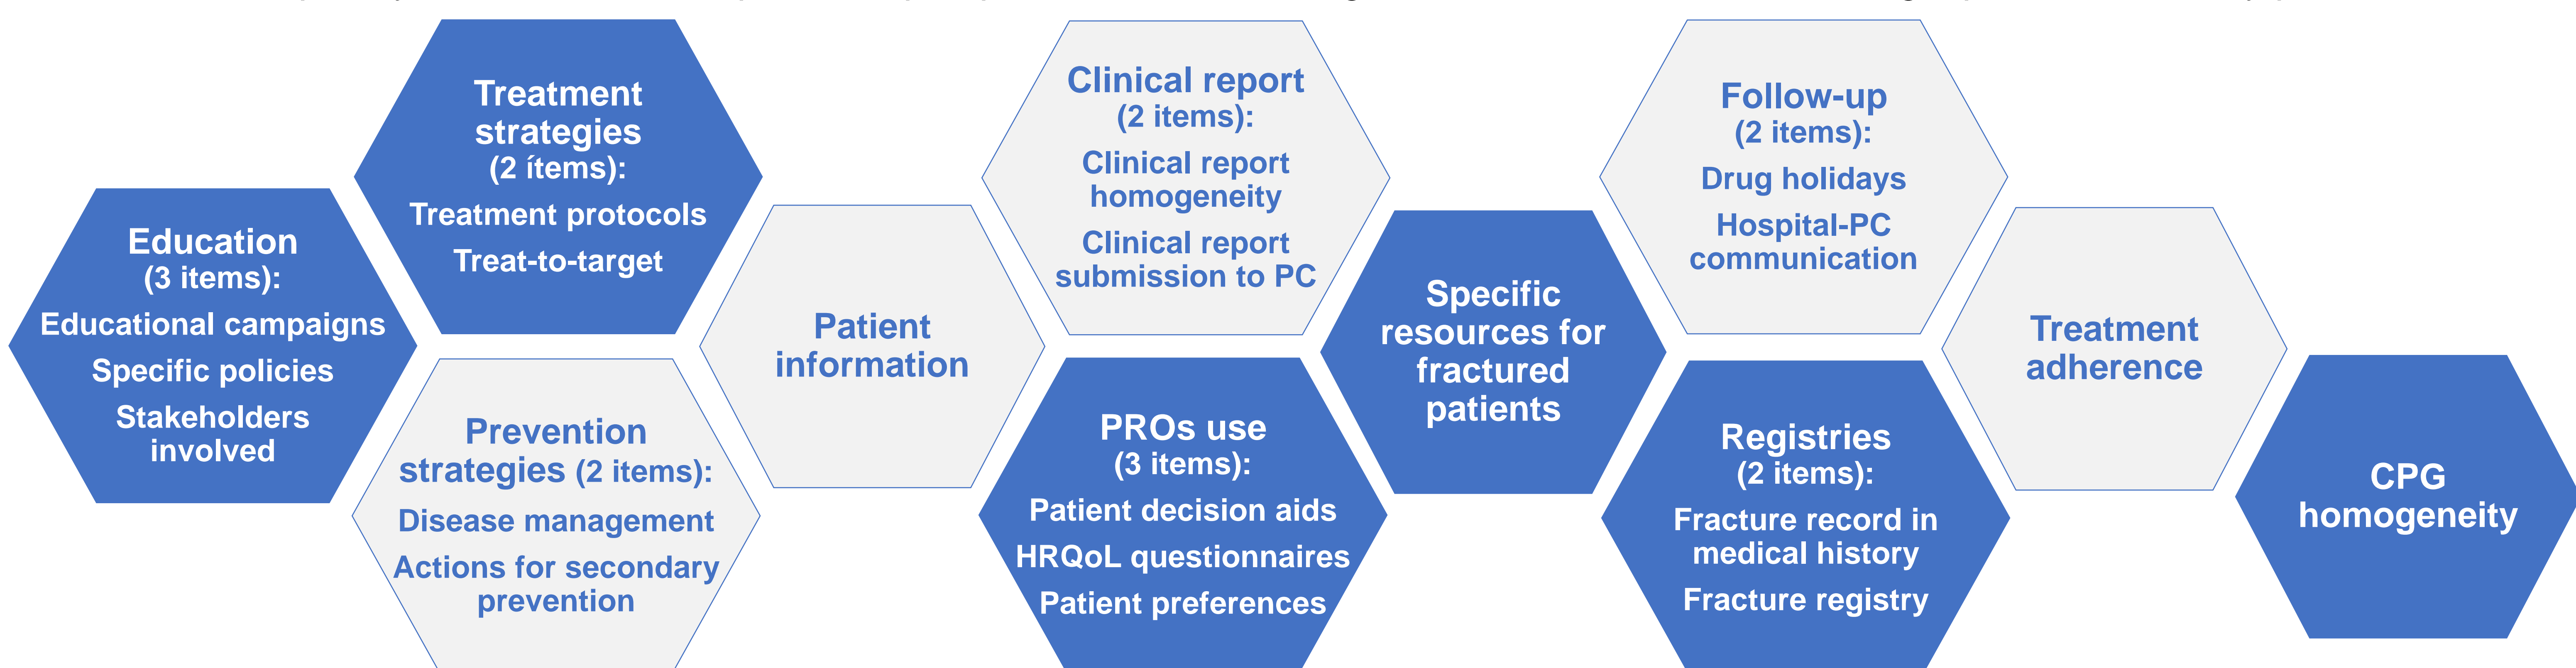 Education
(3 items):
Educational campaigns
Specific policies
Stakeholders
involved
Treatment
strategies
(2 ítems):
Treatment protocols
Treat-to-target
Prevention
strategies (2 items):
Disease management
Actions for secondary
prevention
Patient
information
Clinical report
(2 items):
Clinical report
homogeneity
Clinical report
submission to PC
PROs use
(3 items):
Patient decision aids
HRQoL questionnaires
Patient preferences
Specific
resources for
fractured
patients
Follow-up
(2 items):
Drug holidays
Hospital-PC
communication
Registries
(2 items):
Fracture record in
medical history
Fracture registry
Treatment
adherence
CPG
homogeneity